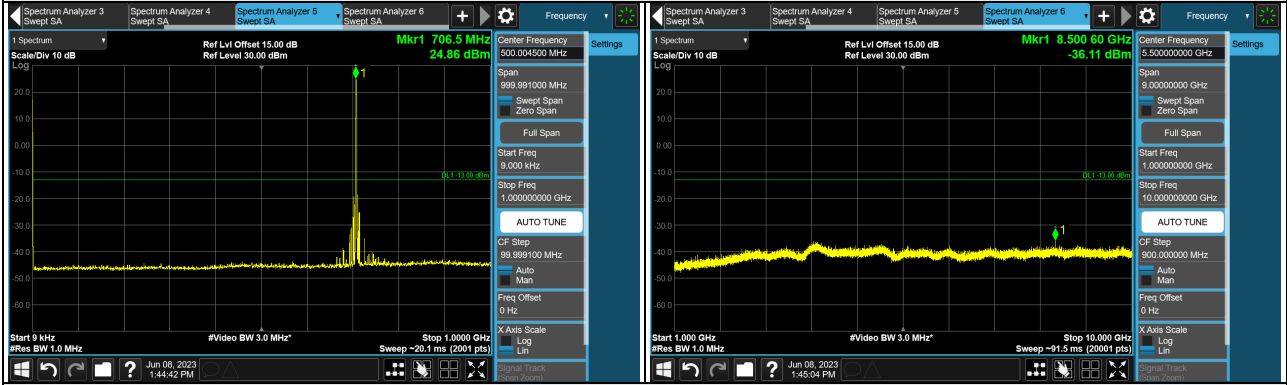 Spectrum Analyzer 3
Swept SA
Spectrum Analyzer 4
Swept SA
Spectrum Analyzer 5
Swept SA
Spectrum Analyzer 6
Swept SA
Frequency
1 Spectrum
Scale/Div 10 dB
Log
Ref Lvl Offset 15.00 dB
Ref Level 30.00 dBm
Mkr1 706.5 MHz
24.86 dBm
1
20.0
10.0
0.00
-10.0
-20.0
-30.0
-40.0
-50.0
-60.0
DL1 -13.00 dBm
Start 9 kHz
#Res BW 1.0 MHz
#Video BW 3.0 MHz*
Stop 1.0000 GHz
Sweep ~20.1 ms (2001 pts)
Center Frequency
500.004500 MHz
Settings
Span
999.991000 MHz
Swept Span
Zero Span
Full Span
Start Freq
9.000 kHz
Stop Freq
1.000000000 GHz
AUTO TUNE
CF Step
99.999100 MHz
Auto
Man
Freq Offset
0 Hz
X Axis Scale
Log
Lin
Signal Track
(Span Zoom)
?
Jun 08, 2023
1:44:42 PM
Spectrum Analyzer 3
Swept SA
Spectrum Analyzer 4
Swept SA
Spectrum Analyzer 5
Swept SA
Spectrum Analyzer 6
Swept SA
Frequency
1 Spectrum
Scale/Div 10 dB
Log
Ref Lvl Offset 15.00 dB
Ref Level 30.00 dBm
Mkr1 8.500 60 GHz
-36.11 dBm
1
20.0
10.0
0.00
-10.0
-20.0
-30.0
-40.0
-50.0
-60.0
DL1 -13.00 dBm
Start 1.000 GHz
#Res BW 1.0 MHz
#Video BW 3.0 MHz*
Stop 10.000 GHz
Sweep ~91.5 ms (20001 pts)
Center Frequency
5.500000000 GHz
Settings
Span
9.00000000 GHz
Swept Span
Zero Span
Full Span
Start Freq
1.000000000 GHz
Stop Freq
10.000000000 GHz
AUTO TUNE
CF Step
900.000000 MHz
Auto
Man
Freq Offset
0 Hz
X Axis Scale
Log
Lin
Signal Track
(Span Zoom)
?
Jun 08, 2023
1:45:04 PM